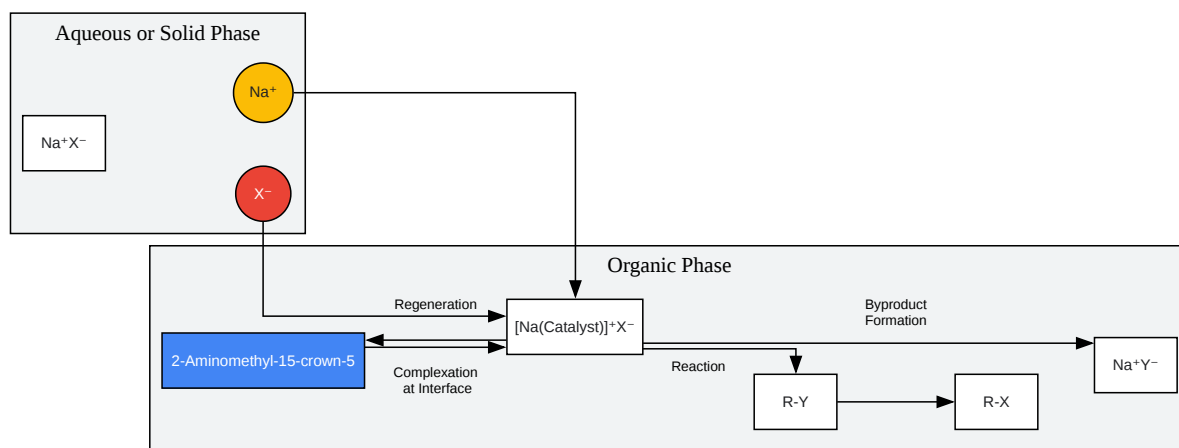 Aqueous or Solid Phase
Na⁺
Na⁺X⁻
X⁻
Organic Phase
Regeneration
[Na(Catalyst)]⁺X⁻
Byproduct
Formation
2-Aminomethyl-15-crown-5
Complexation
at Interface
Reaction
Na⁺Y⁻
R-Y
R-X